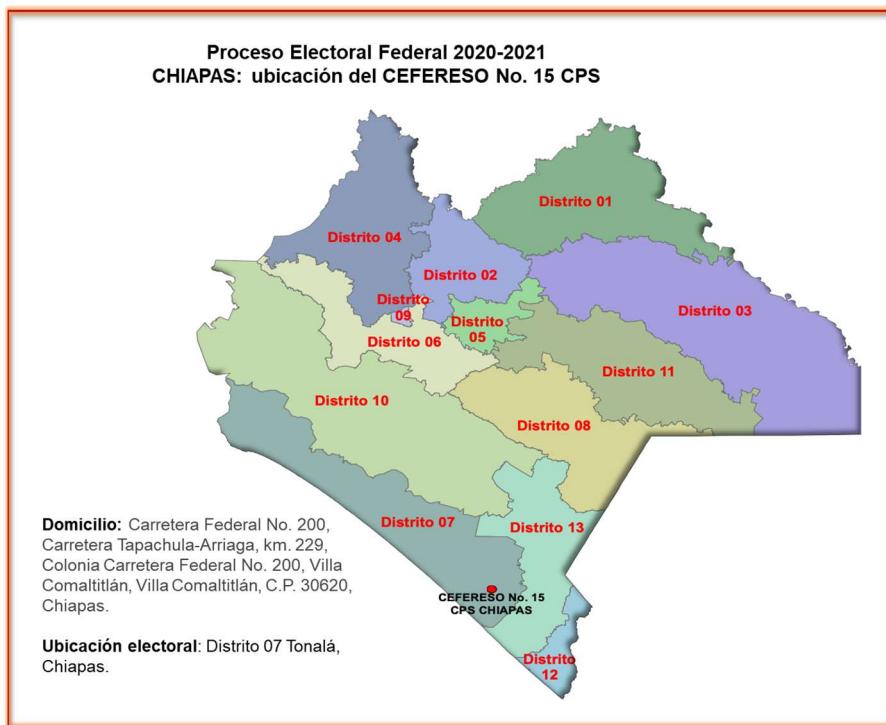 Proceso Electoral Federal 2020-2021
CHIAPAS: ubicación del CEFERESO No. 15 CPS
Distrito 01
Distrito 04
Distrito 02
Distrito
09
Distrito
05
Distrito 03
Distrito 06
Distrito 11
Distrito 10
Distrito 08
Distrito 07
Distrito 13
CEFERESO No. 15
CPS CHIAPAS
Distrito
12
Domicilio: Carretera Federal No. 200,
Carretera Tapachula-Arriaga, km. 229,
Colonia Carretera Federal No. 200, Villa
Comaltitlán, Villa Comaltitlán, C.P. 30620,
Chiapas.
Ubicación electoral: Distrito 07 Tonalá,
Chiapas.